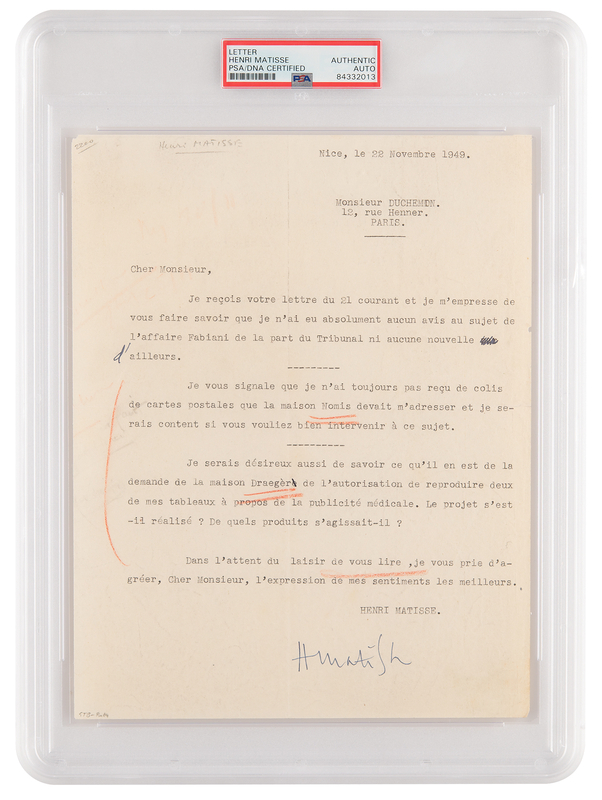 LETTER
HENRI MATISSE AUTHENTIC
PSA/DNA CERTIFIED AUTO
PSA 84332013
Henri MATISSE
Nice, le 22 Novembre 1949.
Monsieur DUCHEMIN.
12, rue Henner.
PARIS.
Cher Monsieur,
Je reçois votre lettre du 21 courant et je m'empresse de
vous faire savoir que je n'ai eu absolument aucun avis au sujet de
l'affaire Fabiani de la part du Tribunal ni aucune nouvelle
d'ailleurs.
Je vous signale que je n'ai toujours pas reçu de colis
de cartes postales que la maison Nomis devait m'adresser et je se-
rais content si vous vouliez bien intervenir à ce sujet.
Je serais désireux aussi de savoir ce qu'il en est de la
demande de la maison Draeger de l'autorisation de reproduire deux
de mes tableaux à propos de la publicité médicale. Le projet s'est
-il réalisé ? De quels produits s'agissait-il ?
Dans l'attent du laisir de vous lire ,je vous prie d'a-
gréer, Cher Monsieur, l'expression de mes sentiments les meilleurs.
HENRI MATISSE.
HMatisse